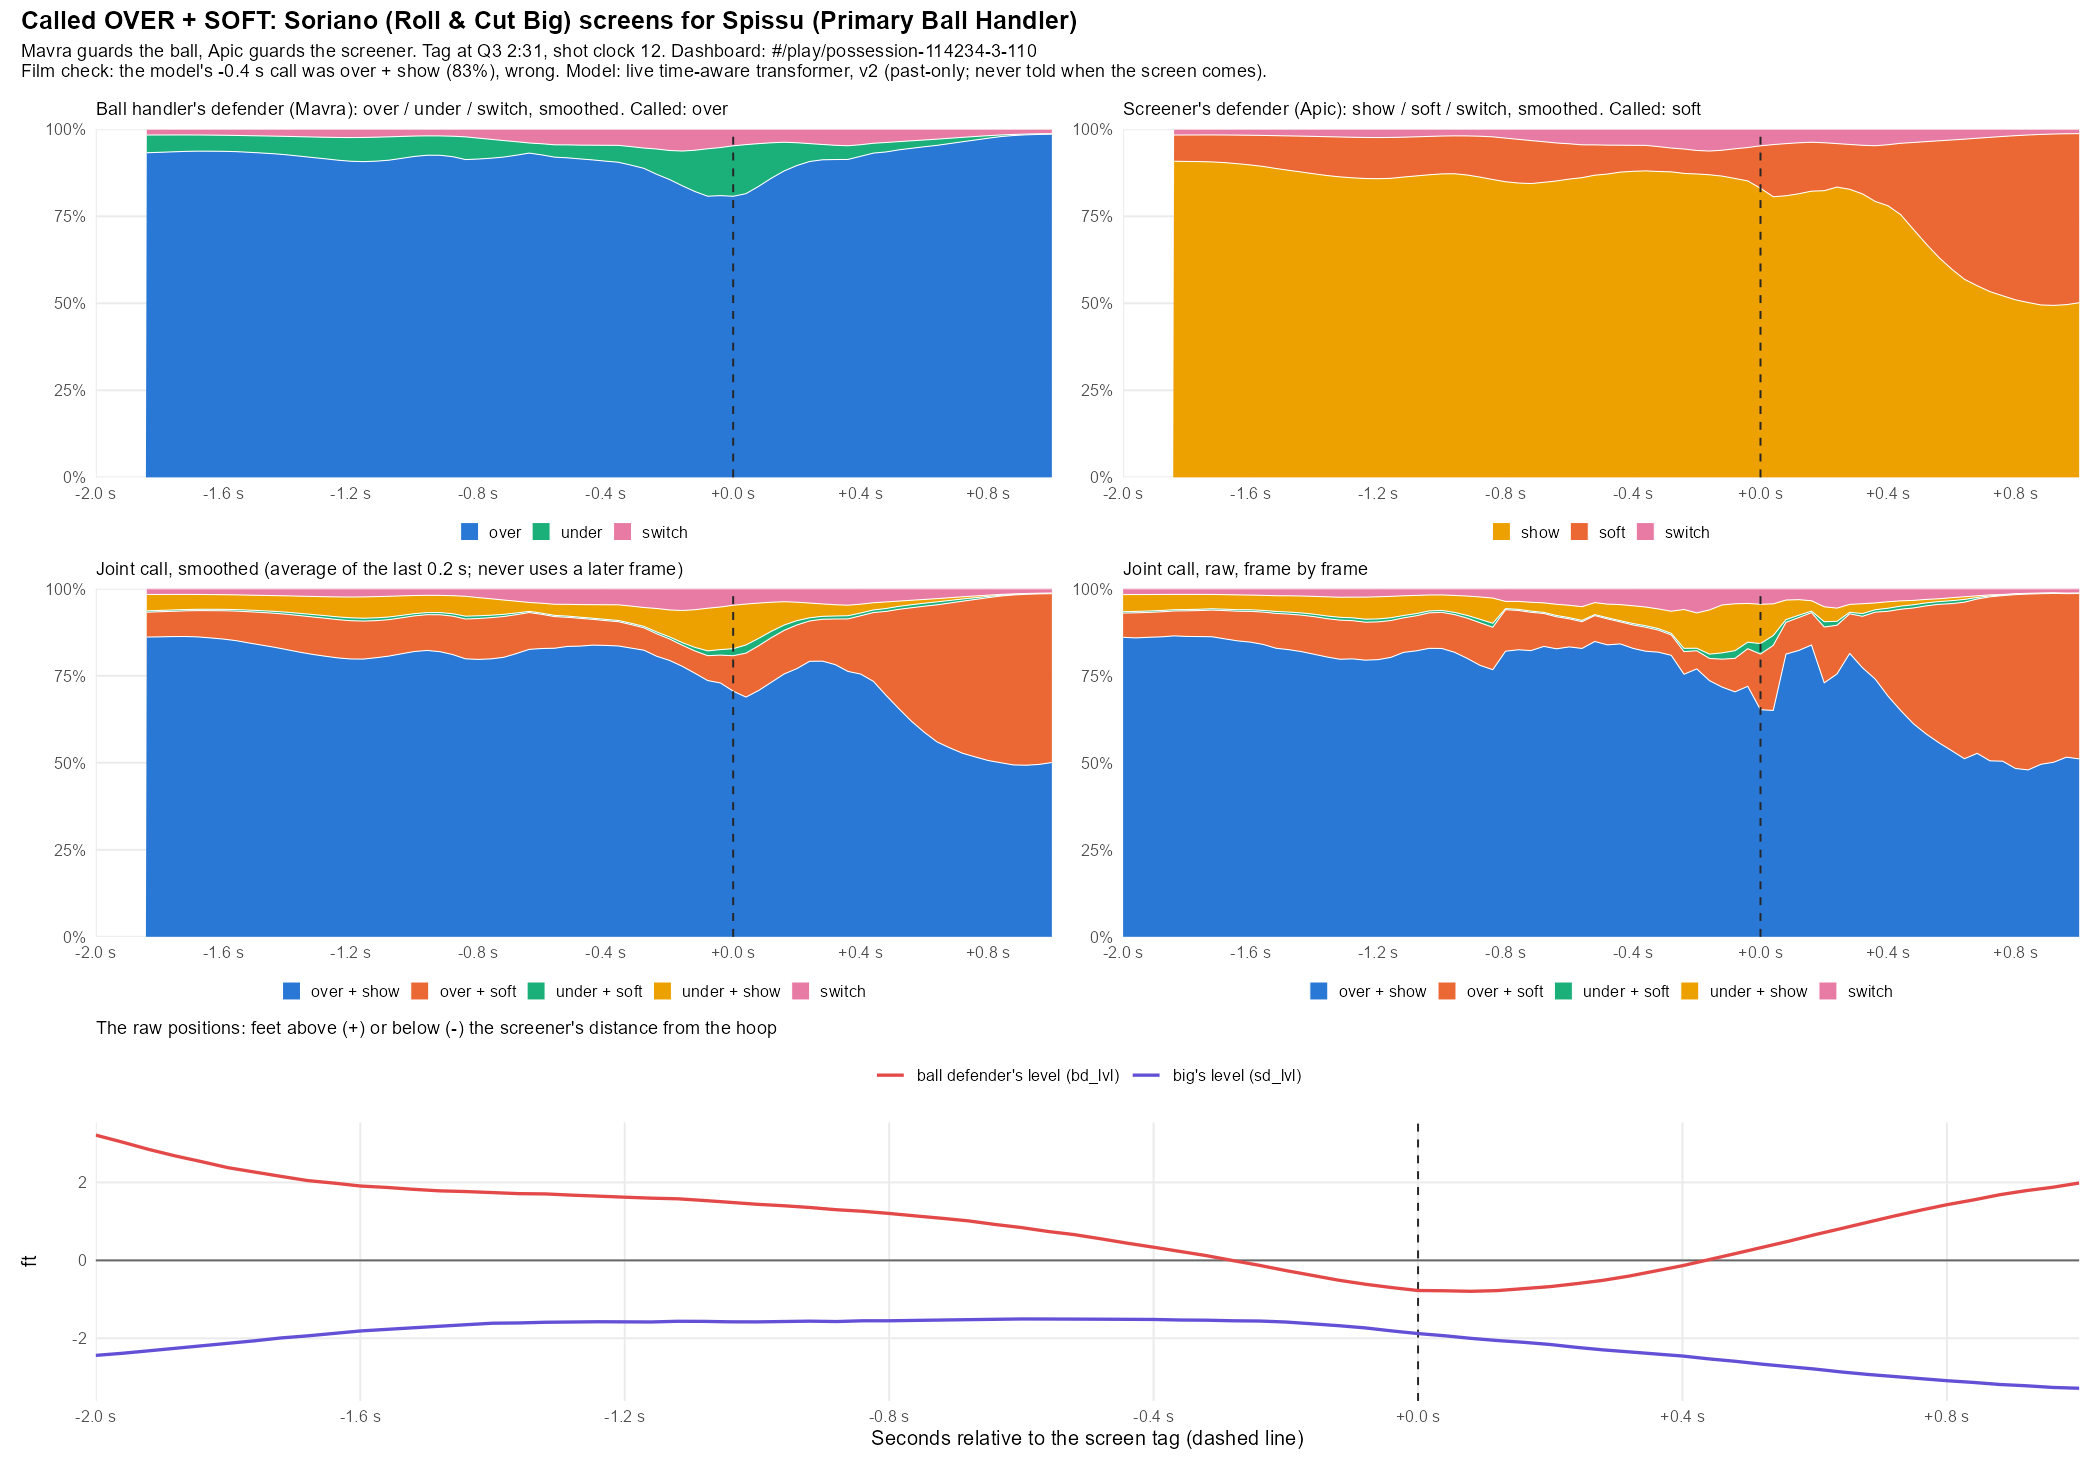 Called OVER + SOFT: Soriano (Roll & Cut Big) screens for Spissu (Primary Ball Handler)
Mavra guards the ball, Apic guards the screener. Tag at Q3 2:31, shot clock 12. Dashboard: #/play/possession-114234-3-110
Film check: the model's -0.4 s call was over + show (83%), wrong. Model: live time-aware transformer, v2 (past-only; never told when the screen comes).
Ball handler's defender (Mavra): over / under / switch, smoothed. Called: over
100%
75%
50%
25%
0%
-2.0 s -1.6 s -1.2 s -0.8 s -0.4 s +0.0 s +0.4 s +0.8 s
over under switch
Screener's defender (Apic): show / soft / switch, smoothed. Called: soft
100%
75%
50%
25%
0%
-2.0 s -1.6 s -1.2 s -0.8 s -0.4 s +0.0 s +0.4 s +0.8 s
show soft switch
Joint call, smoothed (average of the last 0.2 s; never uses a later frame)
100%
75%
50%
25%
0%
-2.0 s -1.6 s -1.2 s -0.8 s -0.4 s +0.0 s +0.4 s +0.8 s
over + show over + soft under + soft under + show switch
Joint call, raw, frame by frame
100%
75%
50%
25%
0%
-2.0 s -1.6 s -1.2 s -0.8 s -0.4 s +0.0 s +0.4 s +0.8 s
over + show over + soft under + soft under + show switch
The raw positions: feet above (+) or below (-) the screener's distance from the hoop
ball defender's level (bd_lvl) big's level (sd_lvl)
ft
2
0
-2
-2.0 s -1.6 s -1.2 s -0.8 s -0.4 s +0.0 s +0.4 s +0.8 s
Seconds relative to the screen tag (dashed line)